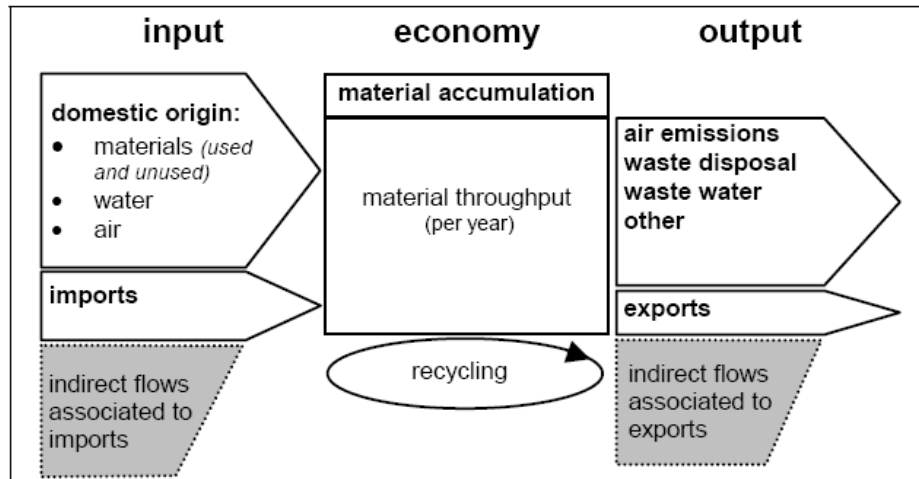 input
economy
output
domestic origin:
• materials (used
and unused)
• water
• air
imports
indirect flows
associated to
imports
material accumulation
material throughput
(per year)
recycling
air emissions
waste disposal
waste water
other
exports
indirect flows
associated to
exports